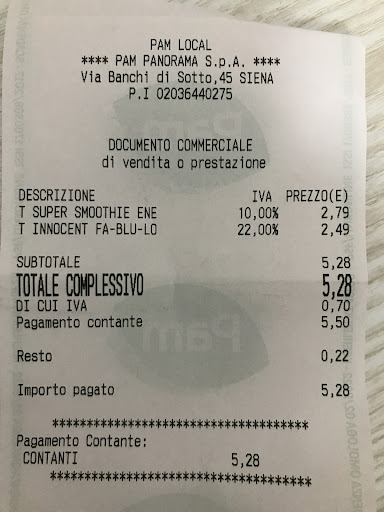 PAM LOCAL
**** PAM PANORAMA S.p.A. ****
Via Banchi di Sotto,45 SIENA
P.I 02036440275
DOCUMENTO COMMERCIALE
di vendita o prestazione
DESCRIZIONE IVA PREZZO(E)
T SUPER SMOOTHIE ENE 10,00% 2,79
T INNOCENT FA-BLU-LO 22,00% 2,49
SUBTOTALE 5,28
TOTALE COMPLESSIVO 5,28
DI CUI IVA 0,70
Pagamento contante 5,50
Resto 0,22
Importo pagato 5,28
***********************************
Pagamento Contante:
CONTANTI 5,28
***********************************